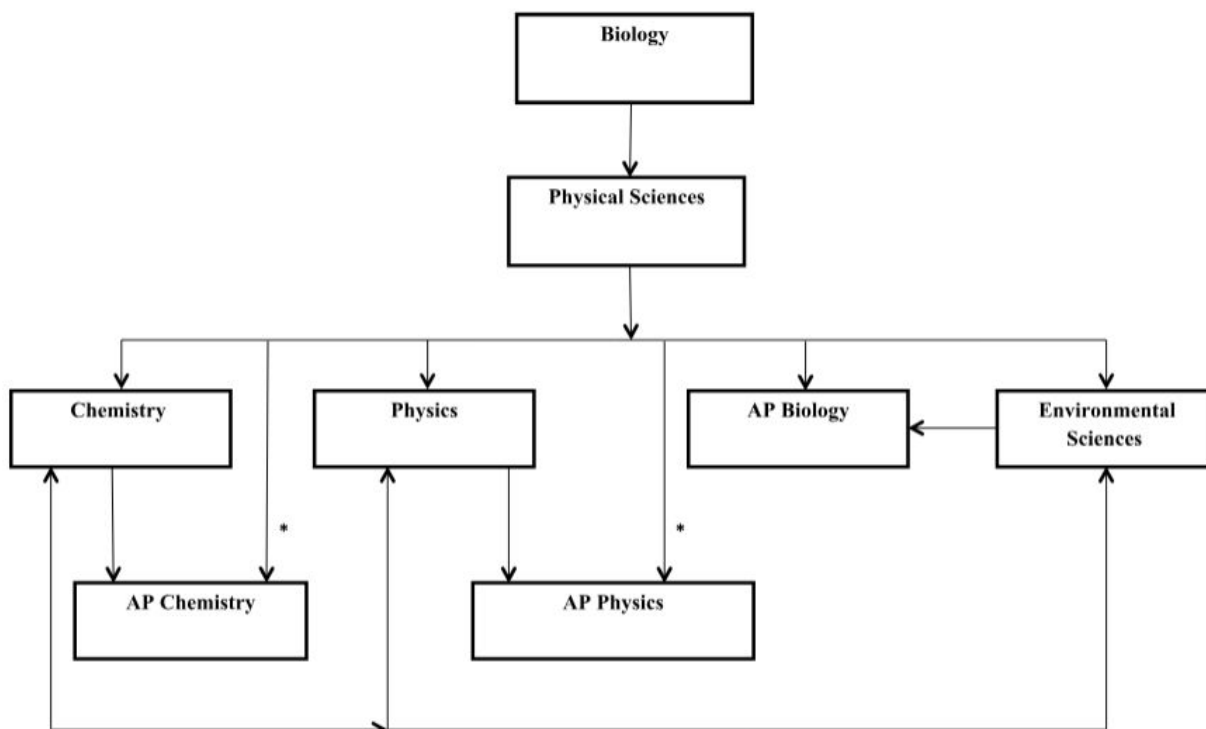 Biology
Physical Sciences
Chemistry
Physics
AP Biology
Environmental
Sciences
*
*
AP Chemistry
AP Physics